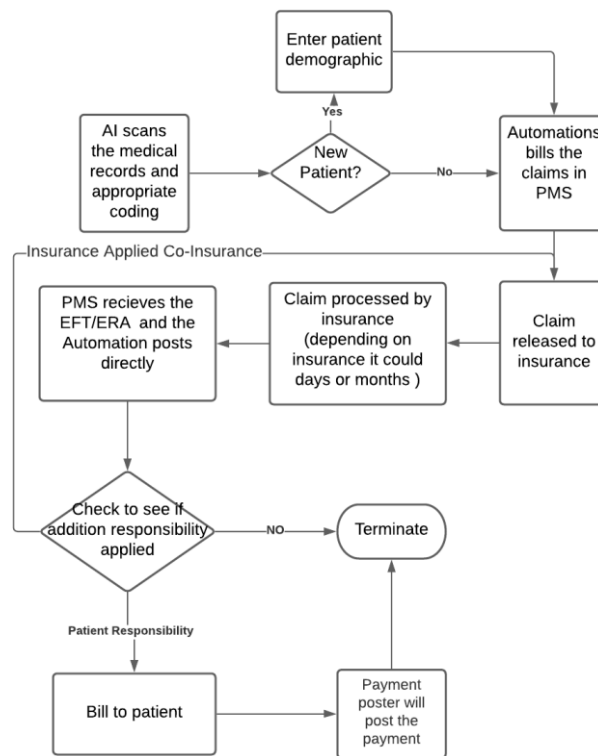 Enter patient
demographic
Yes
AI scans
the medical
records and
appropriate
coding
New
Patient?
No
Automations
bills the
claims in
PMS
Insurance Applied Co-Insurance
PMS recieves the
EFT/ERA and the
Automation posts
directly
Claim processed by
insurance
(depending on
insurance it could
days or months )
Claim
released to
insurance
Check to see if
addition responsibility
applied
NO
Terminate
Patient Responsibility
Bill to patient
Payment
poster will
post the
payment